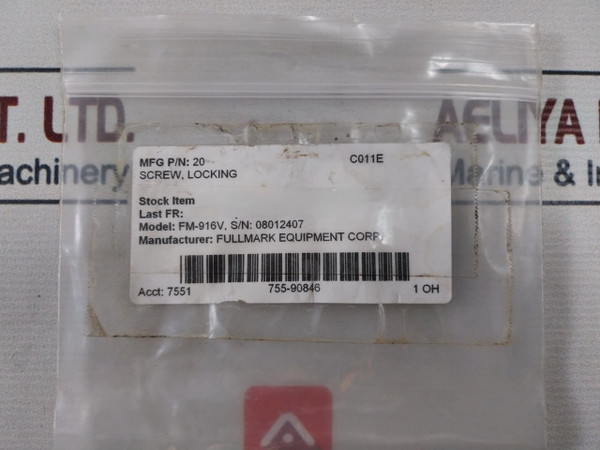 T. LTD.
AELIYA
achinery
Marine & In
MFG P/N: 20 C011E
SCREW, LOCKING
Stock Item
Last FR:
Model: FM-916V, S/N: 08012407
Manufacturer: FULLMARK EQUIPMENT CORP.
Acct: 7551 755-90846 1 OH